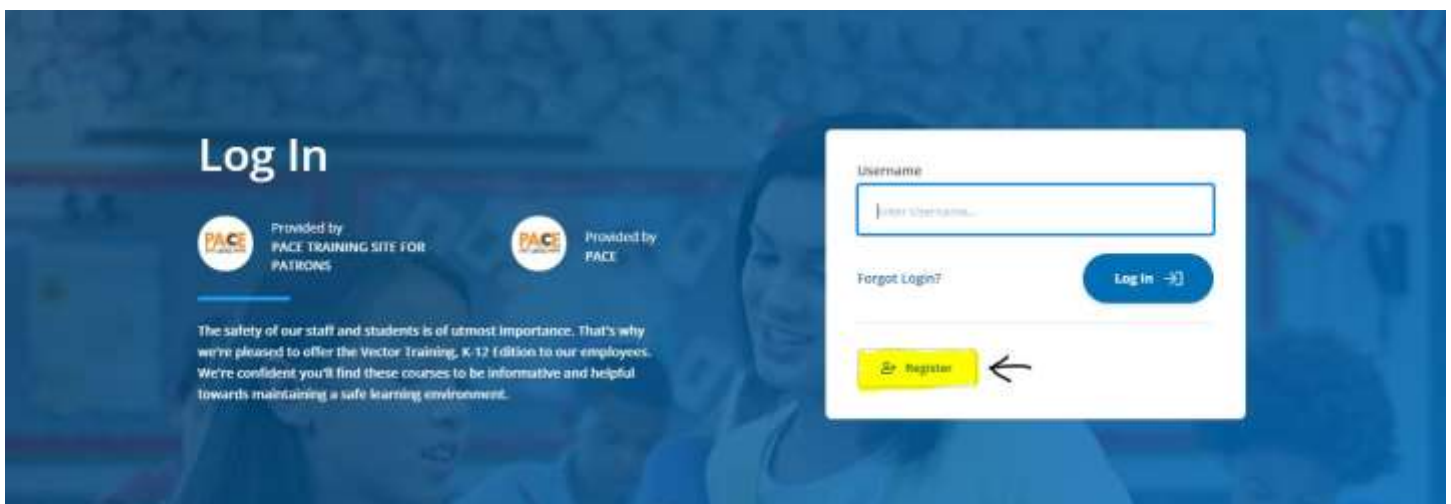 Log In
PACE
Provided by
PACE TRAINING SITE FOR
PATRONS
PACE
Provided by
PACE
The safety of our staff and students is of utmost importance. That's why
we're pleased to offer the Vector Training, K-12 Edition to our employees.
We're confident you'll find these courses to be informative and helpful
towards maintaining a safe learning environment.
Username
Enter Username...
Forgot Login?
Log In
Register